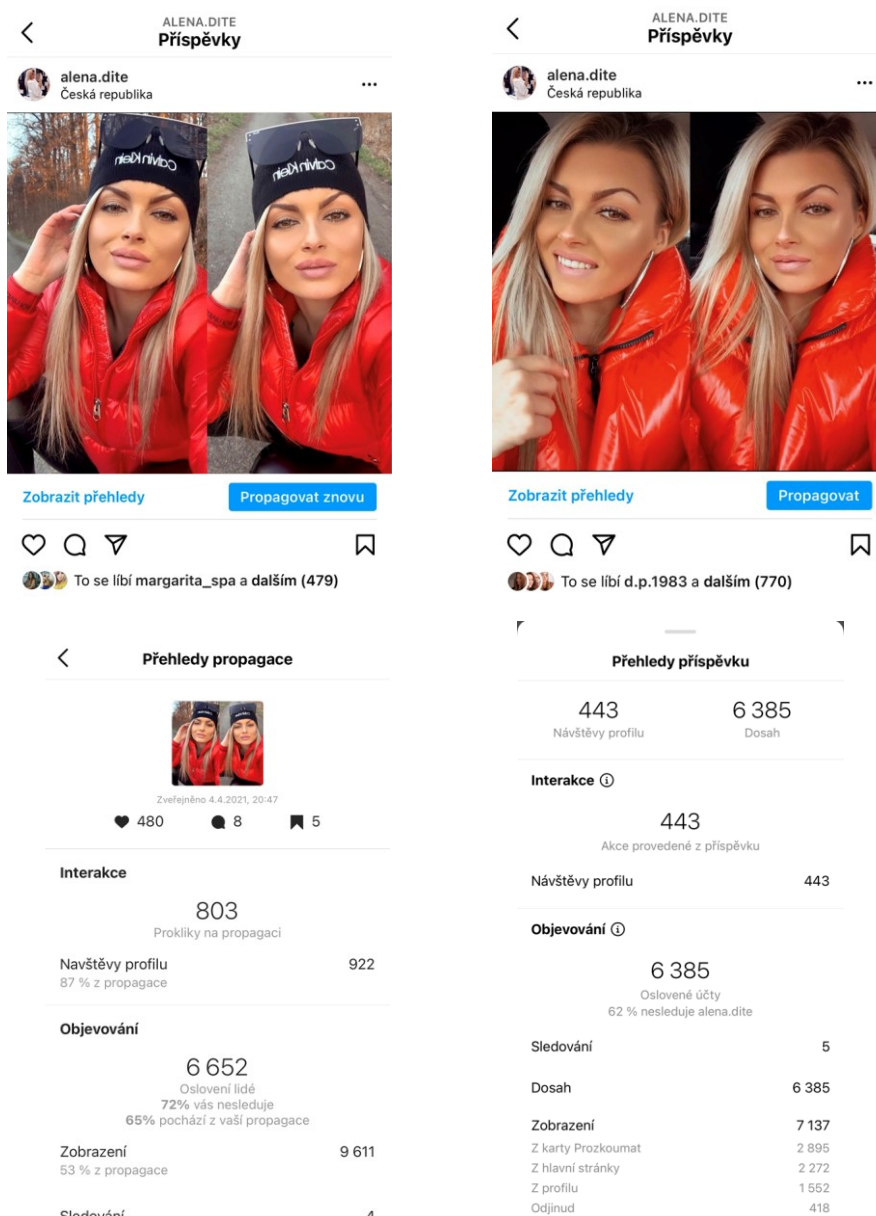 ALENA.DITE
Příspěvky
alena.dite
Česká republika
Calvin Klein
Calvin Klein
Zobrazit přehledy
Propagovat znovu
To se líbí margarita_spa a dalším (479)
Přehledy propagace
Zveřejněno 4.4.2021, 20:47
480 8 5
Interakce
803
Prokliky na propagaci
Navštěvy profilu 922
87 % z propagace
Objevování
6 652
Oslovení lidé
72% vás nesleduje
65% pochází z vaší propagace
Zobrazení 9 611
53 % z propagace
Sledování 4
ALENA.DITE
Příspěvky
alena.dite
Česká republika
Zobrazit přehledy
Propagovat
To se líbí d.p.1983 a dalším (770)
Přehledy příspěvku
443 6 385
Návštěvy profilu Dosah
Interakce
443
Akce provedené z příspěvku
Návštěvy profilu 443
Objevování
6 385
Oslovené účty
62 % nesleduje alena.dite
Sledování 5
Dosah 6 385
Zobrazení 7 137
Z karty Prozkoumat 2 895
Z hlavní stránky 2 272
Z profilu 1 552
Odjinud 418